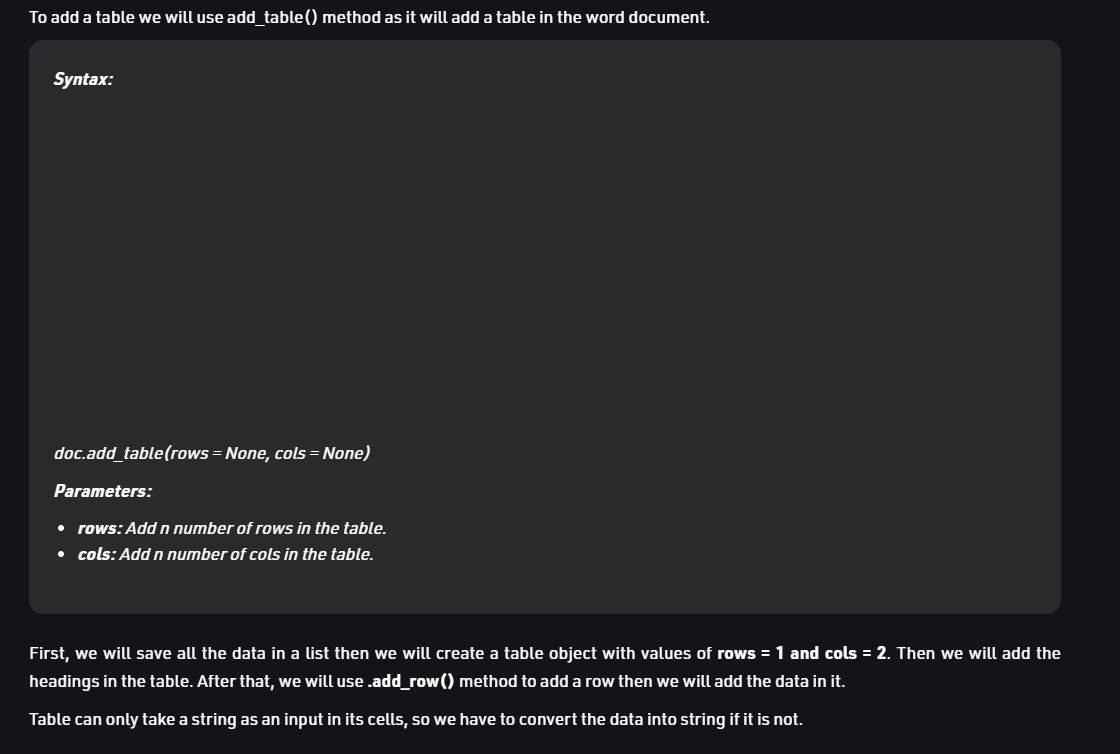 To add a table we will use add_table() method as it will add a table in the word document.
Syntax:
doc.add_table(rows = None, cols = None)
Parameters:
• rows: Add n number of rows in the table.
• cols: Add n number of cols in the table.
First, we will save all the data in a list then we will create a table object with values of rows = 1 and cols = 2. Then we will add the
headings in the table. After that, we will use .add_row() method to add a row then we will add the data in it.
Table can only take a string as an input in its cells, so we have to convert the data into string if it is not.